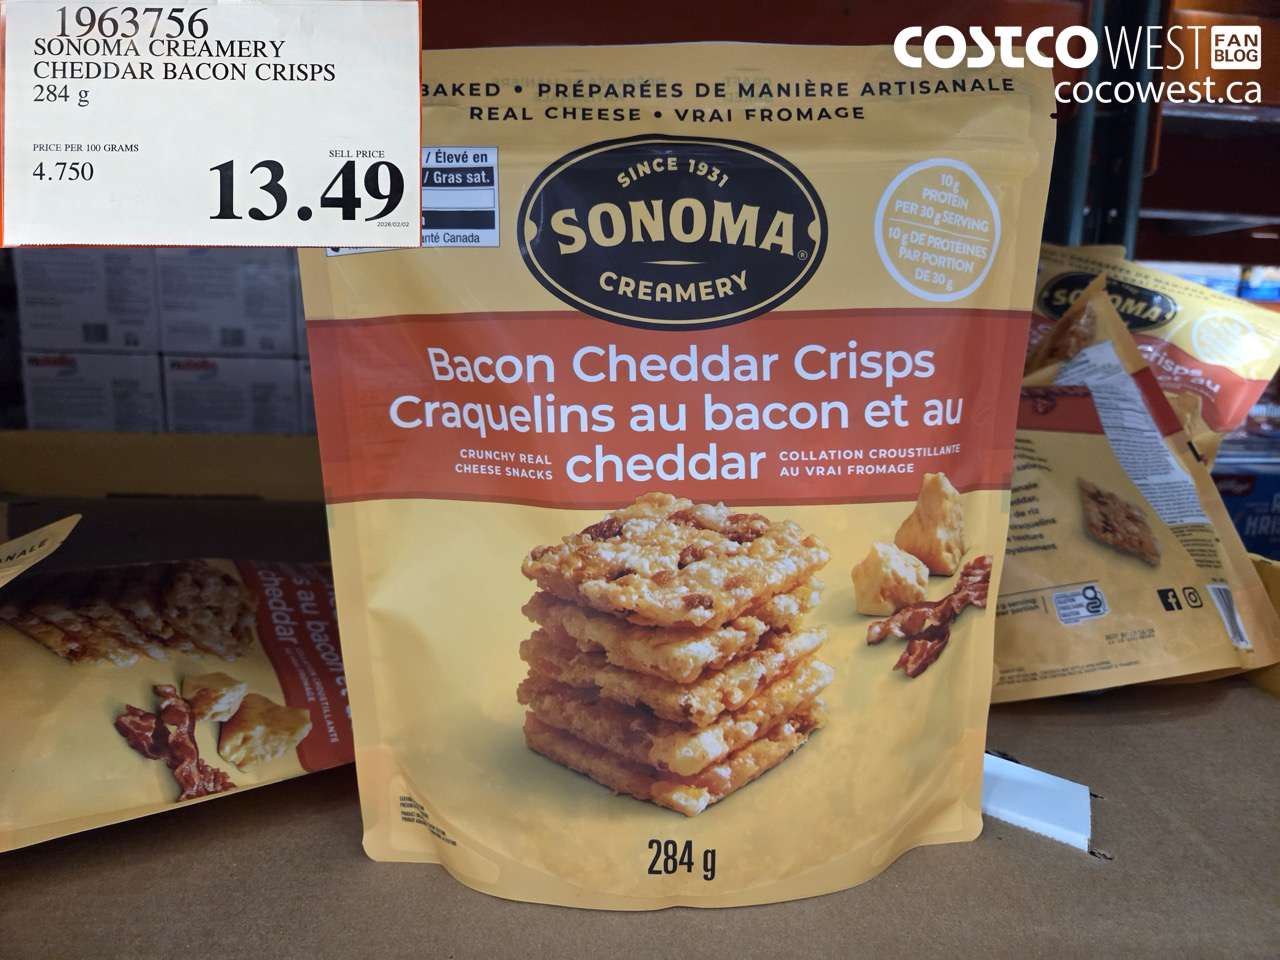 1963756
SONOMA CREAMERY
CHEDDAR BACON CRISPS
284 g
PRICE PER 100 GRAMS
4.750
SELL PRICE
13.49
COSTCO WEST FAN BLOG
cocowest.ca
BAKED • PRÉPARÉES DE MANIÈRE ARTISANALE
REAL CHEESE • VRAI FROMAGE
/ Élevé en
/ Gras sat.
SINCE 1931
SONOMA
CREAMERY
10 g
PROTEIN
PER 30 g SERVING
10 g DE PROTÉINES
PAR PORTION
DE 30 g
Bacon Cheddar Crisps
Craquelins au bacon et au
cheddar
CRUNCHY REAL
CHEESE SNACKS
COLLATION CROUSTILLANTE
AU VRAI FROMAGE
284 g